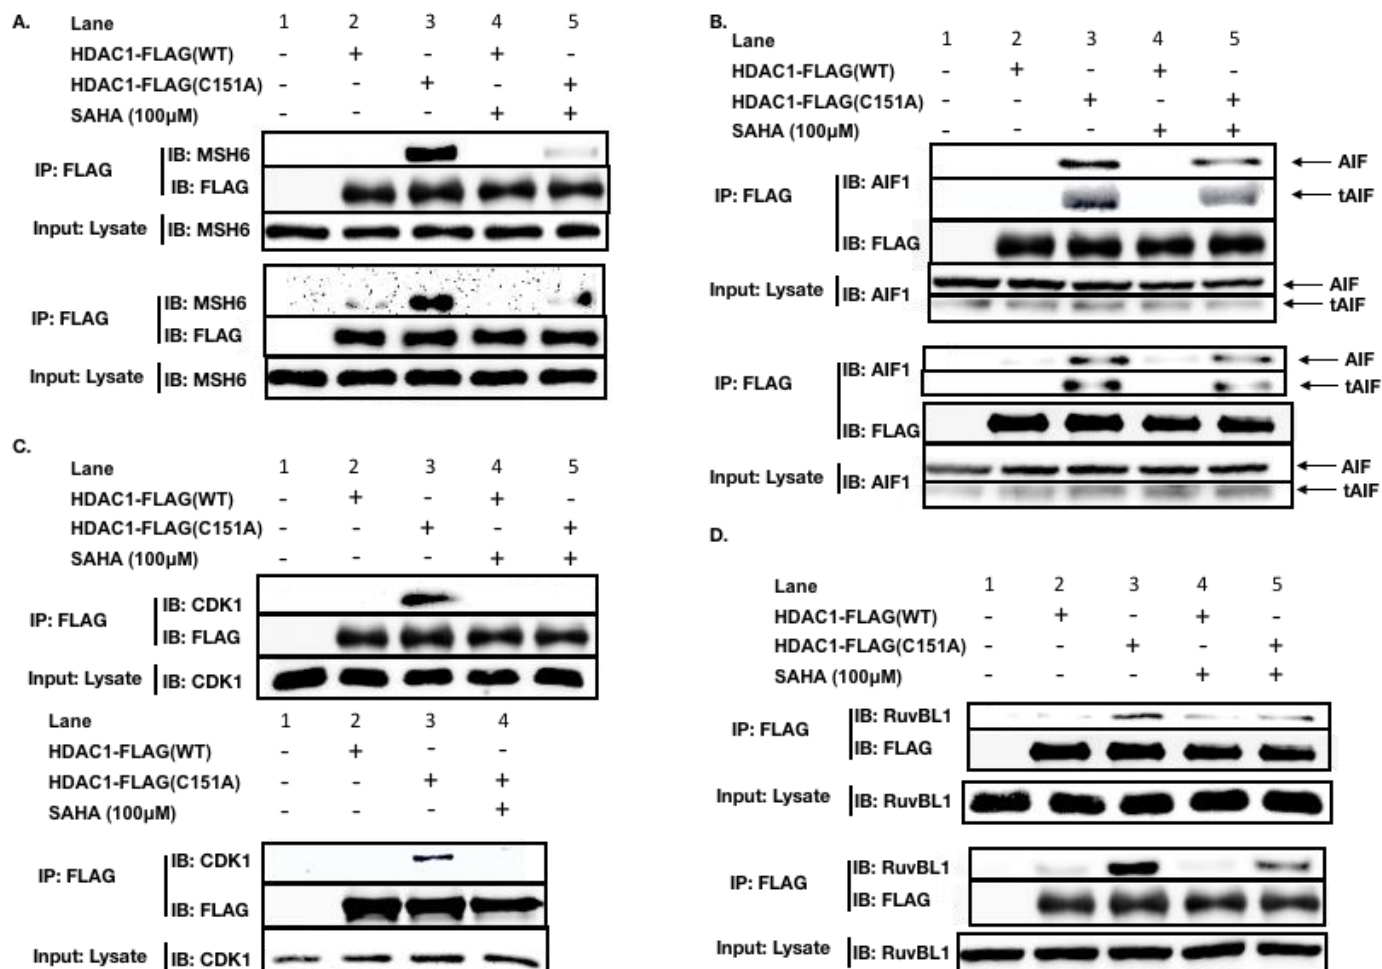 A.
Lane 1 2 3 4 5
HDAC1-FLAG(WT) - + - + -
HDAC1-FLAG(C151A) - - + - +
SAHA (100µM) - - - + +
IP: FLAG
IB: MSH6
IB: FLAG
Input: Lysate IB: MSH6
IP: FLAG
IB: MSH6
IB: FLAG
Input: Lysate IB: MSH6
B.
Lane 1 2 3 4 5
HDAC1-FLAG(WT) - + - + -
HDAC1-FLAG(C151A) - - + - +
SAHA (100µM) - - - + +
IP: FLAG
IB: AIF1
AIF
tAIF
IB: FLAG
Input: Lysate IB: AIF1
AIF
tAIF
IP: FLAG
IB: AIF1
AIF
tAIF
IB: FLAG
Input: Lysate IB: AIF1
AIF
tAIF
C.
Lane 1 2 3 4 5
HDAC1-FLAG(WT) - + - + -
HDAC1-FLAG(C151A) - - + - +
SAHA (100µM) - - - + +
IP: FLAG
IB: CDK1
IB: FLAG
Input: Lysate IB: CDK1
Lane 1 2 3 4
HDAC1-FLAG(WT) - + - -
HDAC1-FLAG(C151A) - - + +
SAHA (100µM) - - - +
IP: FLAG
IB: CDK1
IB: FLAG
Input: Lysate IB: CDK1
D.
Lane 1 2 3 4 5
HDAC1-FLAG(WT) - + - + -
HDAC1-FLAG(C151A) - - + - +
SAHA (100µM) - - - + +
IP: FLAG
IB: RuvBL1
IB: FLAG
Input: Lysate IB: RuvBL1
IP: FLAG
IB: RuvBL1
IB: FLAG
Input: Lysate IB: RuvBL1